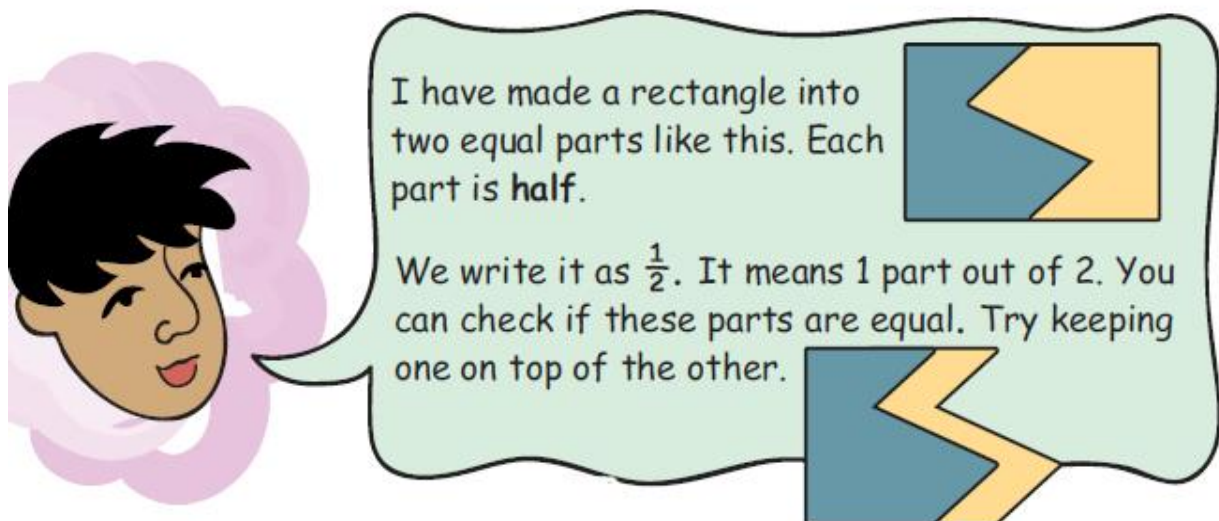 I have made a rectangle into
two equal parts like this. Each
part is half.
We write it as 1/2. It means 1 part out of 2. You
can check if these parts are equal. Try keeping
one on top of the other.